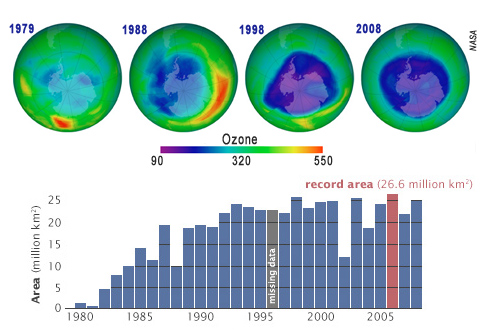 1979 1988 1998 2008
NASA
Ozone
90 320 550
record area (26.6 million km²)
Area (million km²)
25
20
15
10
5
0
missing data
1980 1985 1990 1995 2000 2005